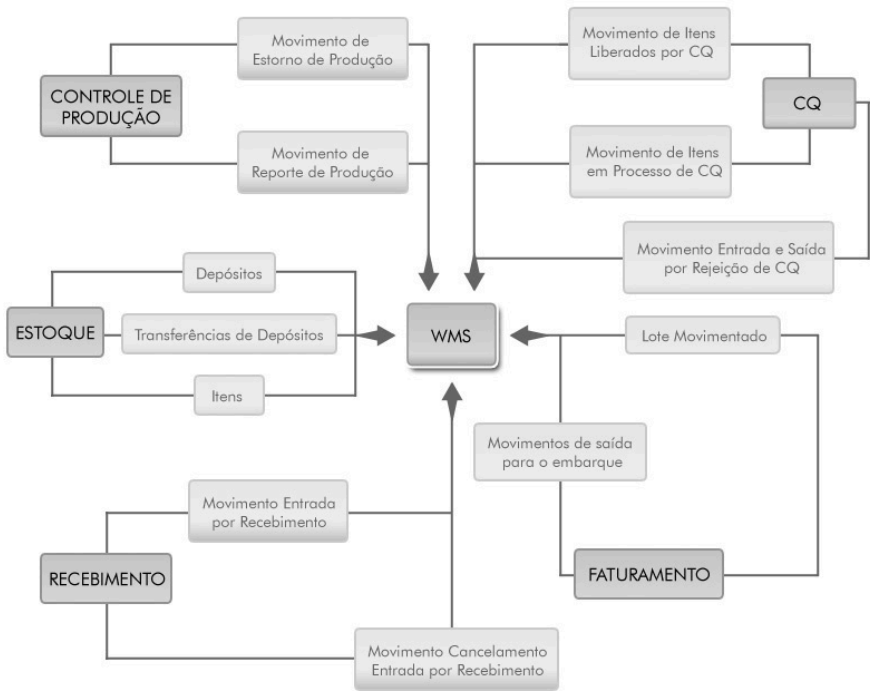 Movimento de
Estorno de Produção
Movimento de Itens
Liberados por CQ
CONTROLE DE
PRODUÇÃO
CQ
Movimento de
Reporte de Produção
Movimento de Itens
em Processo de CQ
Movimento Entrada e Saída
por Rejeição de CQ
Depósitos
ESTOQUE
Transferências de Depósitos
WMS
Lote Movimentado
Itens
Movimentos de saída
para o embarque
Movimento Entrada
por Recebimento
RECEBIMENTO
FATURAMENTO
Movimento Cancelamento
Entrada por Recebimento